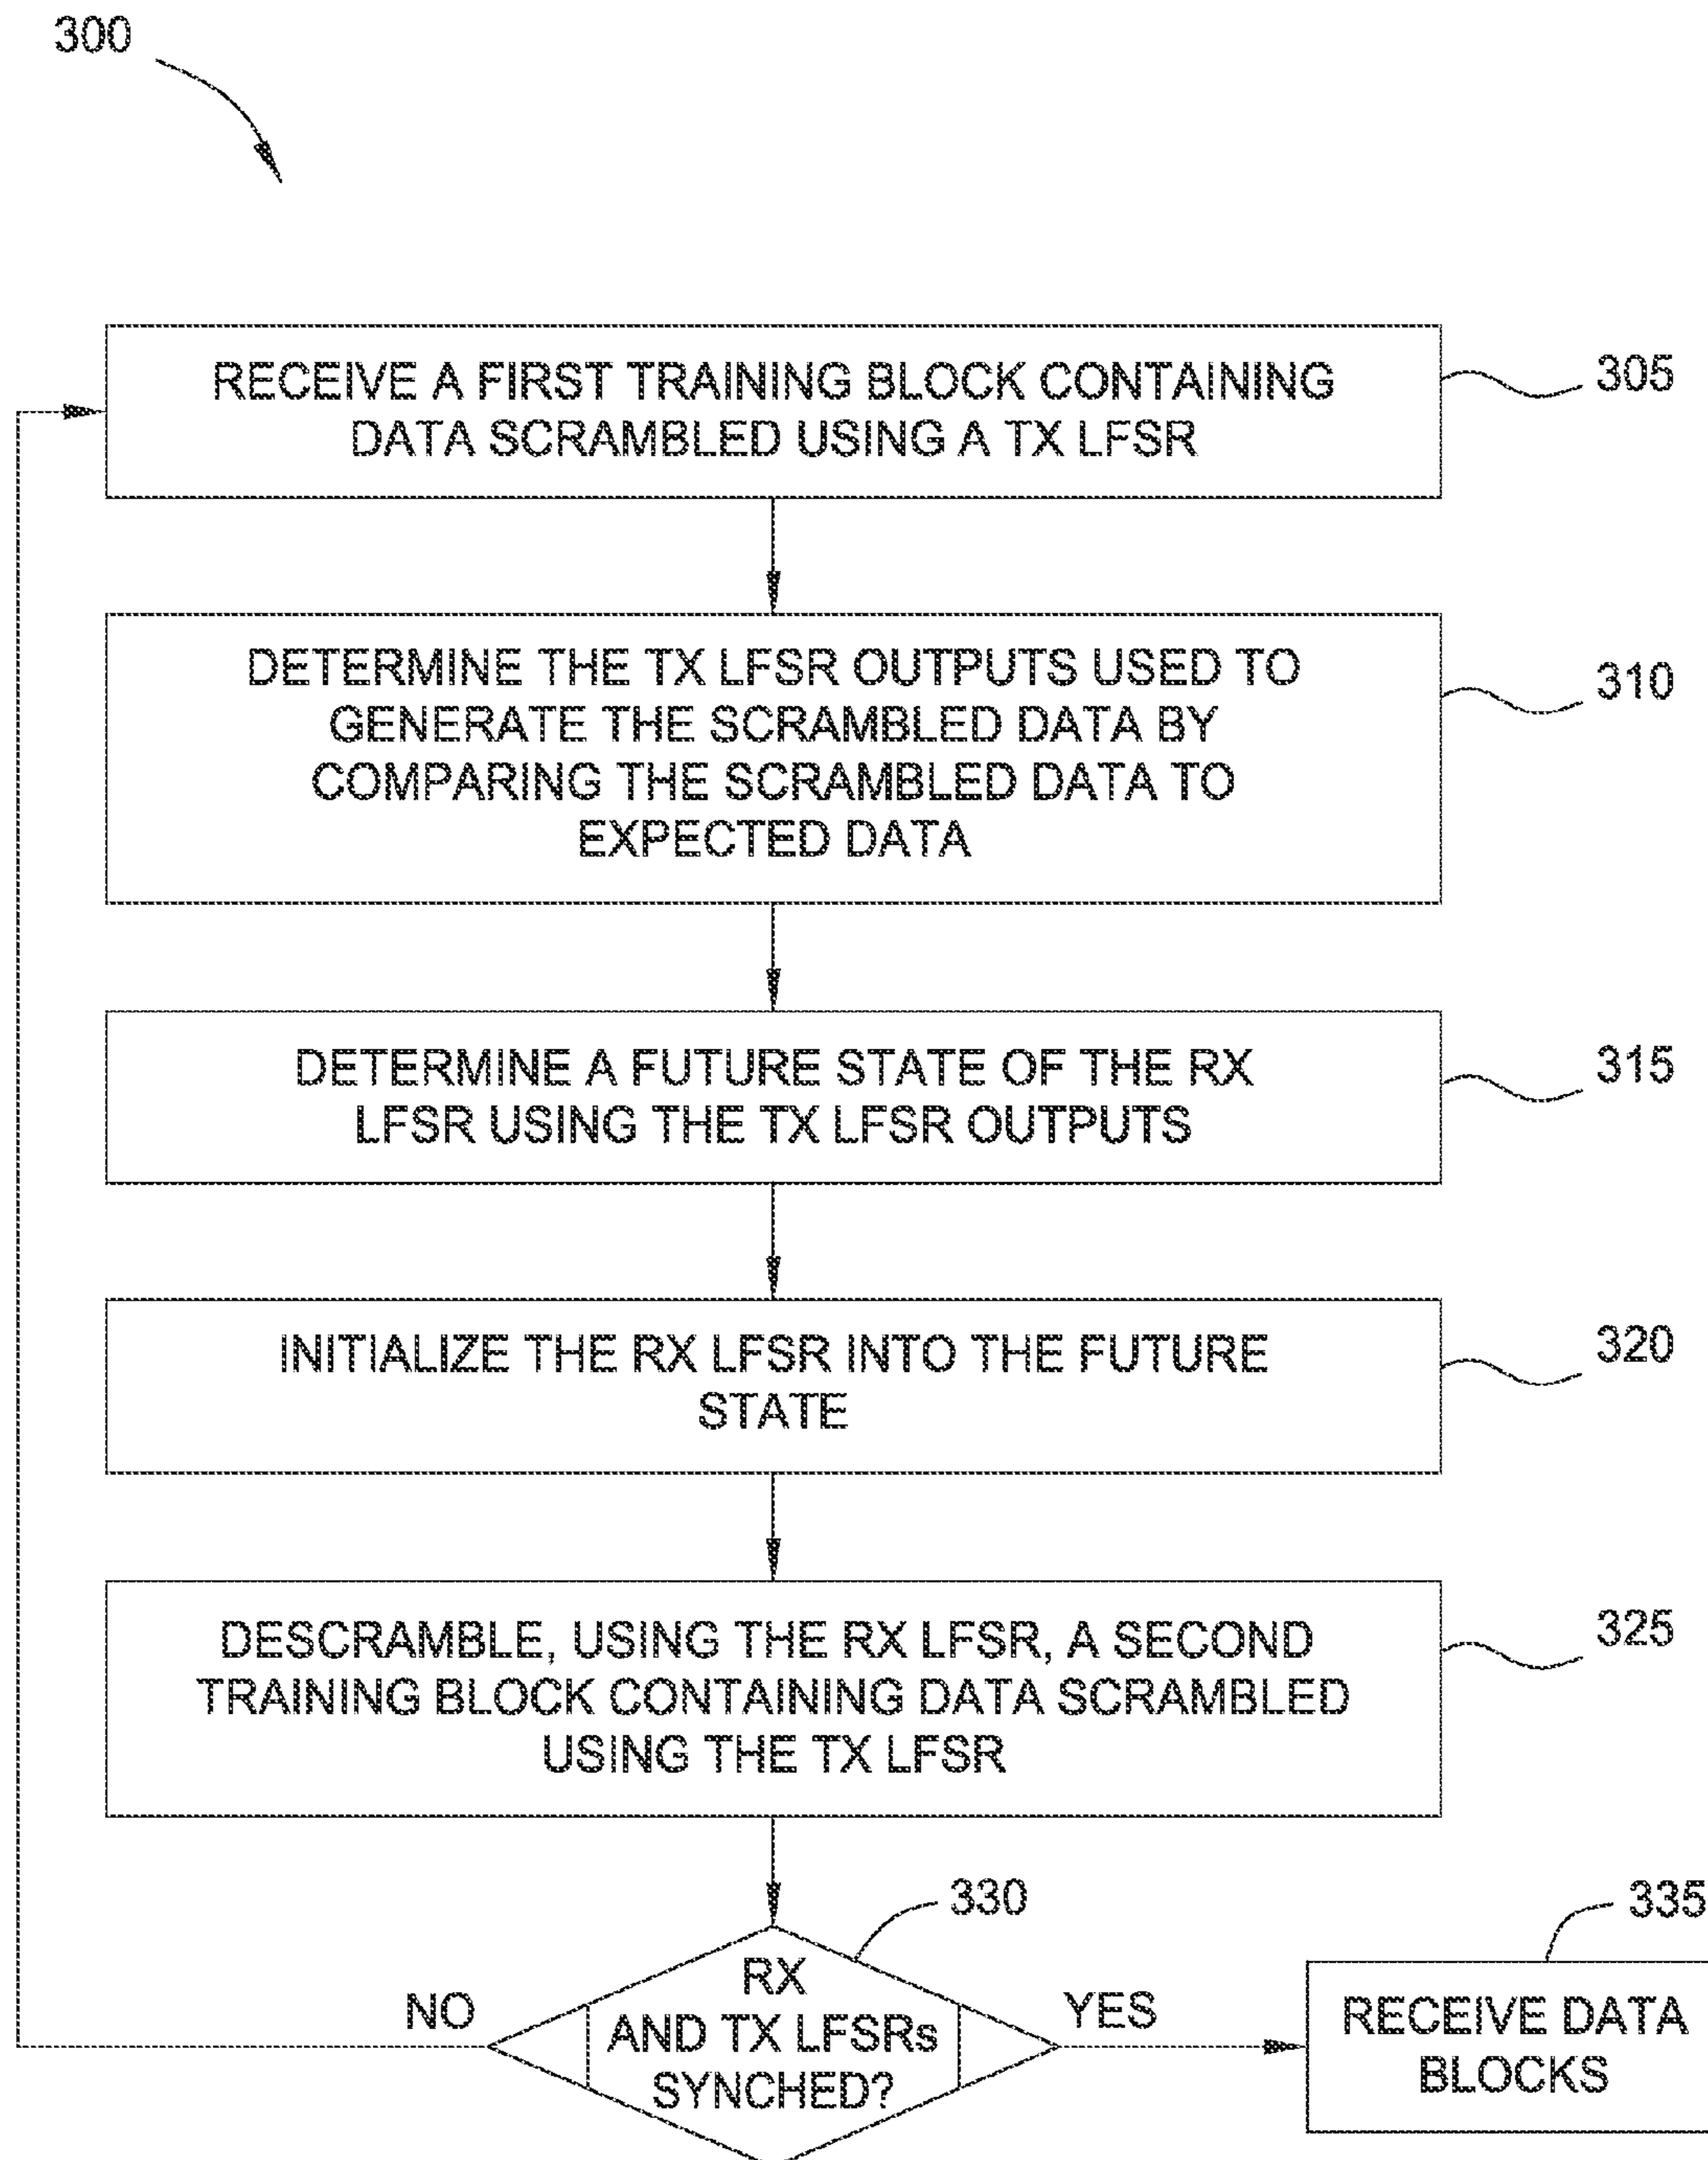 300
RECEIVE A FIRST TRAINING BLOCK CONTAINING
DATA SCRAMBLED USING A TX LFSR
305
DETERMINE THE TX LFSR OUTPUTS USED TO
GENERATE THE SCRAMBLED DATA BY
COMPARING THE SCRAMBLED DATA TO
EXPECTED DATA
310
DETERMINE A FUTURE STATE OF THE RX
LFSR USING THE TX LFSR OUTPUTS
315
INITIALIZE THE RX LFSR INTO THE FUTURE
STATE
320
DESCRAMBLE, USING THE RX LFSR, A SECOND
TRAINING BLOCK CONTAINING DATA SCRAMBLED
USING THE TX LFSR
325
330
RX
AND TX LFSRs
SYNCHED?
NO
YES
335
RECEIVE DATA
BLOCKS